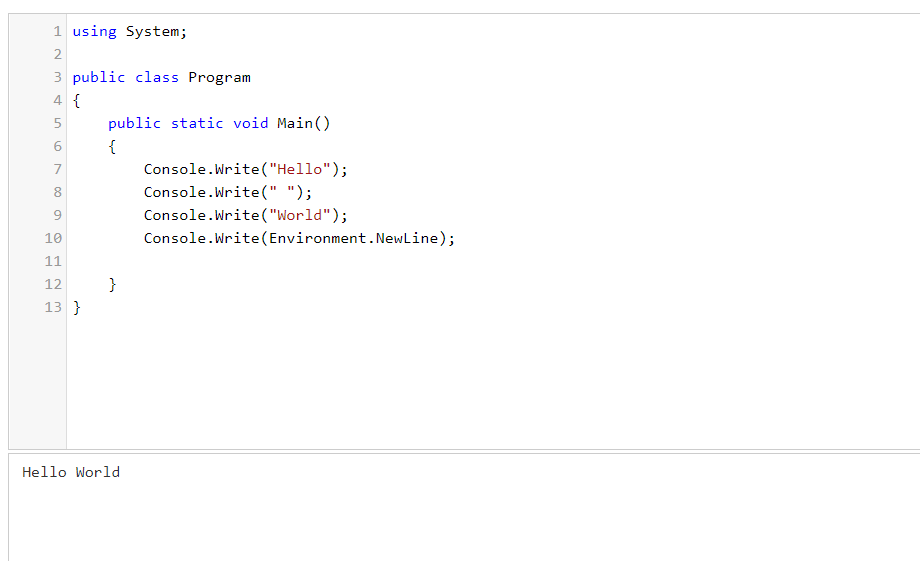 1 using System;
2
3 public class Program
4 {
5     public static void Main()
6     {
7         Console.Write("Hello");
8         Console.Write(" ");
9         Console.Write("World");
10         Console.Write(Environment.NewLine);
11
12     }
13 }
Hello World